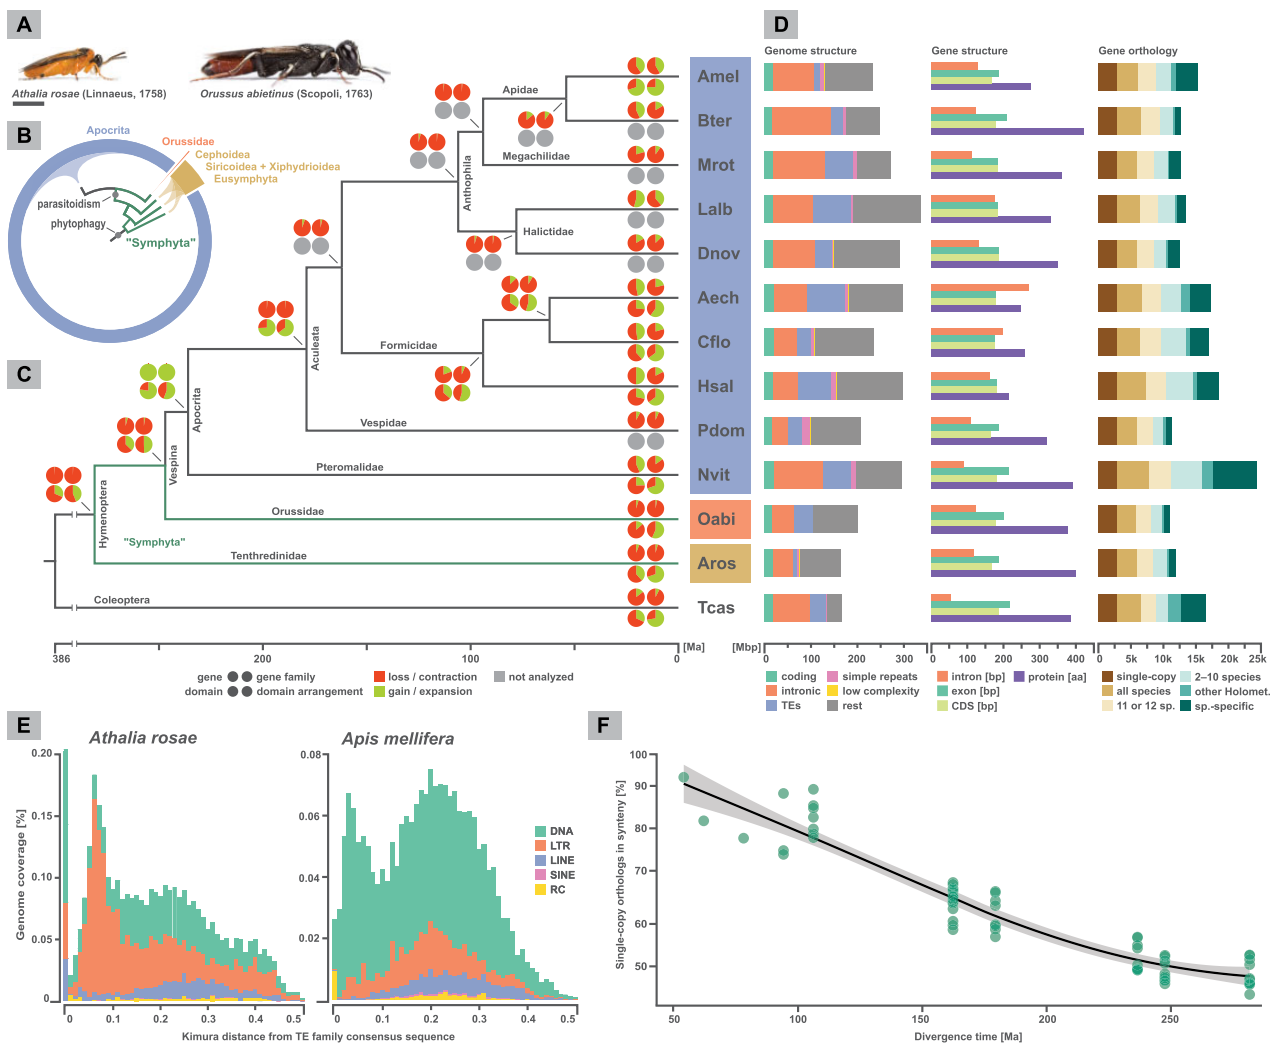 A
Athalia rosae (Linnaeus, 1758)
Orussus abietinus (Scopoli, 1763)
B
Apocrita
Orussidae
Cephoidea
Siricoidea + Xiphydrioidea
Eusymphyta
parasitoidism
phytophagy
"Symphyta"
C
Apidae
Megachilidae
Anthophila
Halictidae
Aculeata
Formicidae
Apocrita
Vespidae
Vespina
Pteromalidae
Hymenoptera
Orussidae
"Symphyta"
Tenthredinidae
Coleoptera
Amel
Bter
Mrot
Lalb
Dnov
Aech
Cflo
Hsal
Pdom
Nvit
Oabi
Aros
Tcas
386 200 100 0 [Ma]
gene gene family
domain domain arrangement
loss / contraction
gain / expansion
not analyzed
D
Genome structure
Gene structure
Gene orthology
[Mbp] 0 100 200 300
0 100 200 300 400
0 5k 10k 15k 20k 25k
coding
intronic
TEs
simple repeats
low complexity
rest
intron [bp]
exon [bp]
CDS [bp]
protein [aa]
single-copy
all species
11 or 12 sp.
2–10 species
other Holomet.
sp.-specific
E
Athalia rosae
Apis mellifera
Genome coverage [%]
0.20
0.15
0.10
0.05
0
0.08
0.06
0.04
0.02
0 0.1 0.2 0.3 0.4 0.5
0 0.1 0.2 0.3 0.4 0.5
Kimura distance from TE family consensus sequence
DNA
LTR
LINE
SINE
RC
F
Single-copy orthologs in synteny [%]
100
90
80
70
60
50
50 100 150 200 250
Divergence time [Ma]